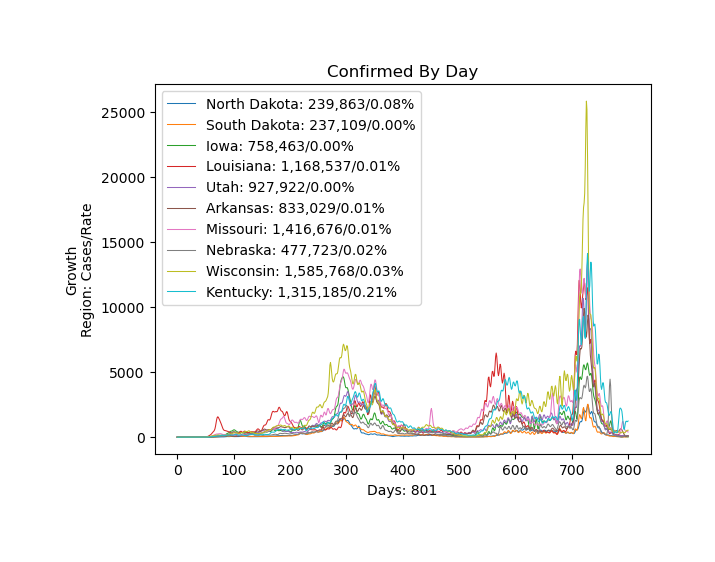 Confirmed By Day
Growth
Region: Cases/Rate
25000
20000
15000
10000
5000
0
North Dakota: 239,863/0.08%
South Dakota: 237,109/0.00%
Iowa: 758,463/0.00%
Louisiana: 1,168,537/0.01%
Utah: 927,922/0.00%
Arkansas: 833,029/0.01%
Missouri: 1,416,676/0.01%
Nebraska: 477,723/0.02%
Wisconsin: 1,585,768/0.03%
Kentucky: 1,315,185/0.21%
0 100 200 300 400 500 600 700 800
Days: 801